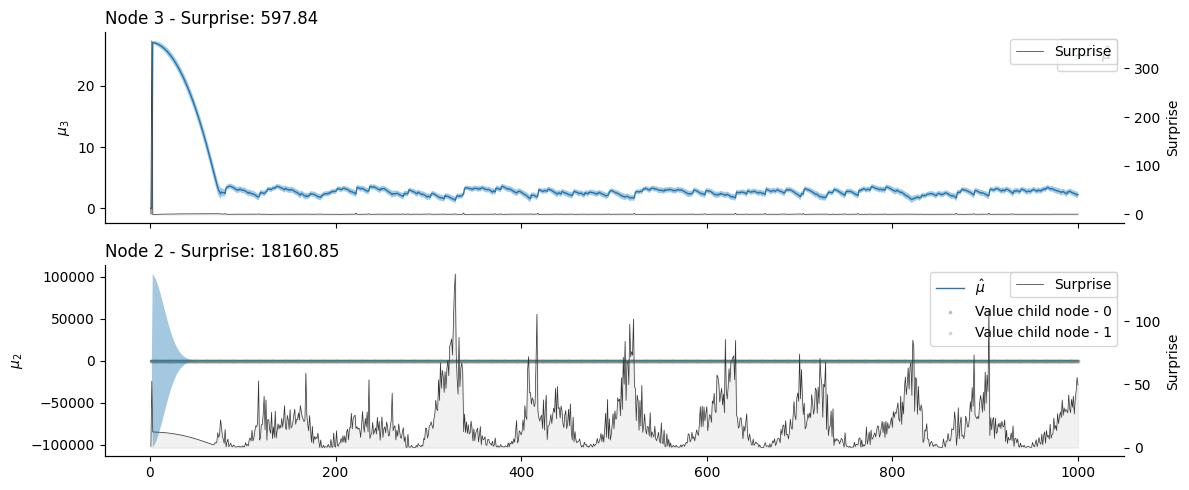 Node 3 - Surprise: 597.84
μ3
20
10
0
Surprise
300
200
100
0
Surprise
Node 2 - Surprise: 18160.85
μ2
100000
50000
0
−50000
−100000
μ̂
Value child node - 0
Value child node - 1
Surprise
100
50
0
Surprise
0
200
400
600
800
1000